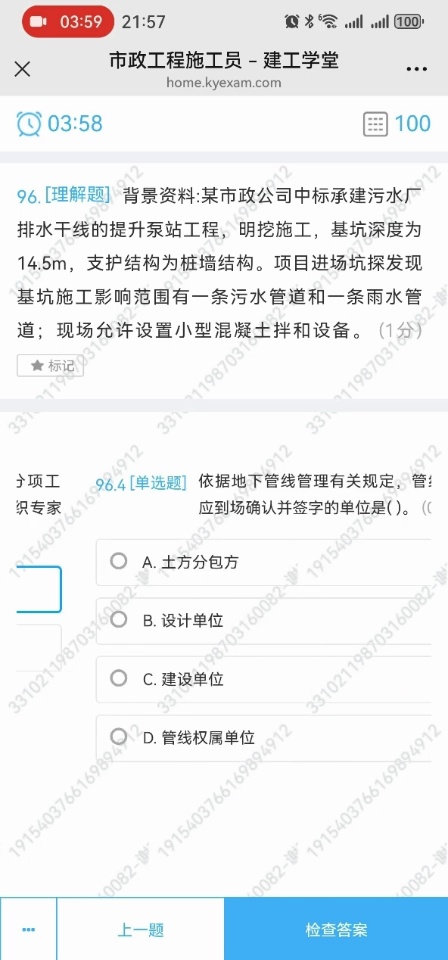 03:59 21:57 100
市政工程施工员 – 建工学堂
home.kyexam.com
03:58 100
96. [理解题] 背景资料:某市政公司中标承建污水厂
排水干线的提升泵站工程，明挖施工，基坑深度为
14.5m，支护结构为桩墙结构。项目进场坑探发现
基坑施工影响范围有一条污水管道和一条雨水管
道；现场允许设置小型混凝土拌和设备。(1分)
标记
分项工
织专家
96.4 [单选题] 依据地下管线管理有关规定，管
应到场确认并签字的单位是( )。
A. 土方分包方
B. 设计单位
C. 建设单位
D. 管线权属单位
上一题
检查答案